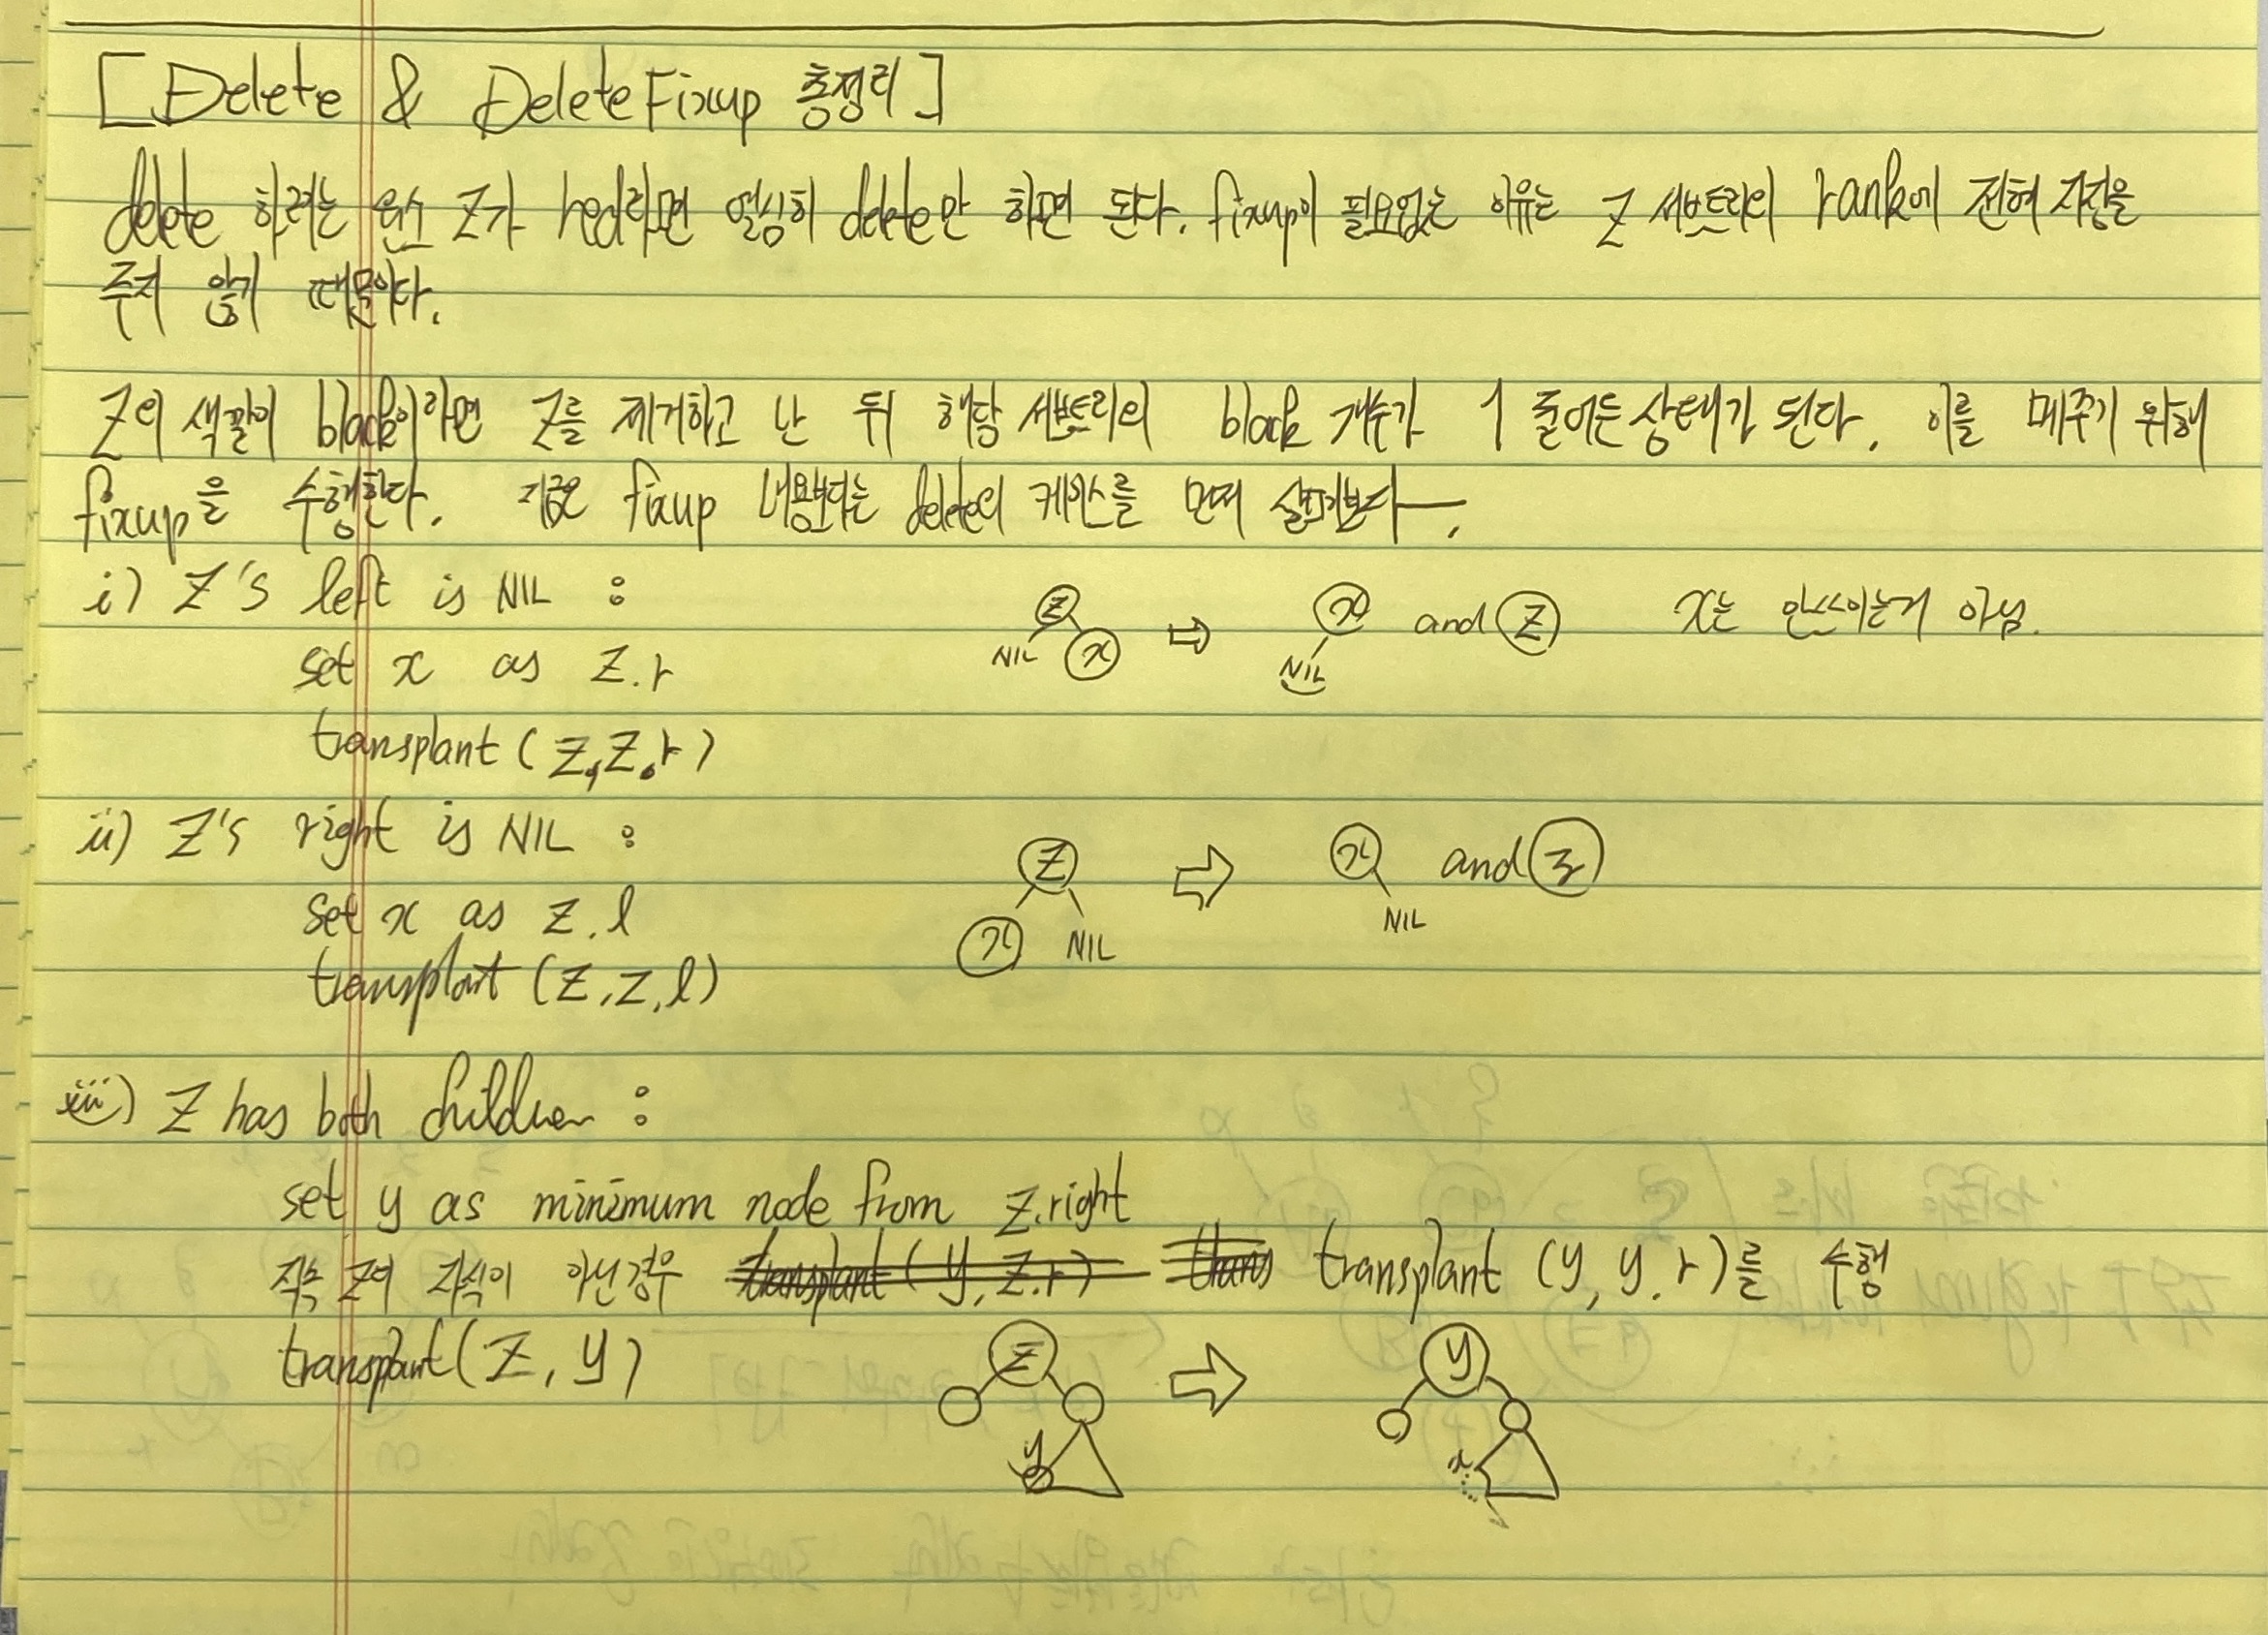 [Delete & DeleteFixup 총정리]
delete 하려는 원소 Z가 red라면 열심히 delete만 하면 된다. fixup이 필요없는 이유는 Z 서브트리의 rank에 전혀 지장을
주지 않기 때문이다.
Z의 색깔이 black이라면 Z를 제거하고 난 뒤 해당 서브트리의 black 개수가 1 줄어든 상태가 된다. 이를 메꾸기 위해
fixup을 수행한다. 지금은 fixup 내용보다는 delete의 케이스를 먼저 살펴보자.
i) Z's left is NIL :
Z NIL x ⇨ x NIL and Z x는 안쓰이는게 아님.
set x as Z.r
transplant (Z, Z.r)
ii) Z's right is NIL :
Z x NIL ⇨ x NIL and Z
set x as Z.l
transplant (Z, Z.l)
iii) Z has both children :
set y as minimum node from Z.right
직속 Z의 자식이 아닌경우 transplant (y, y.r)를 수행
transplant (Z, y)
Z y ⇨ y x